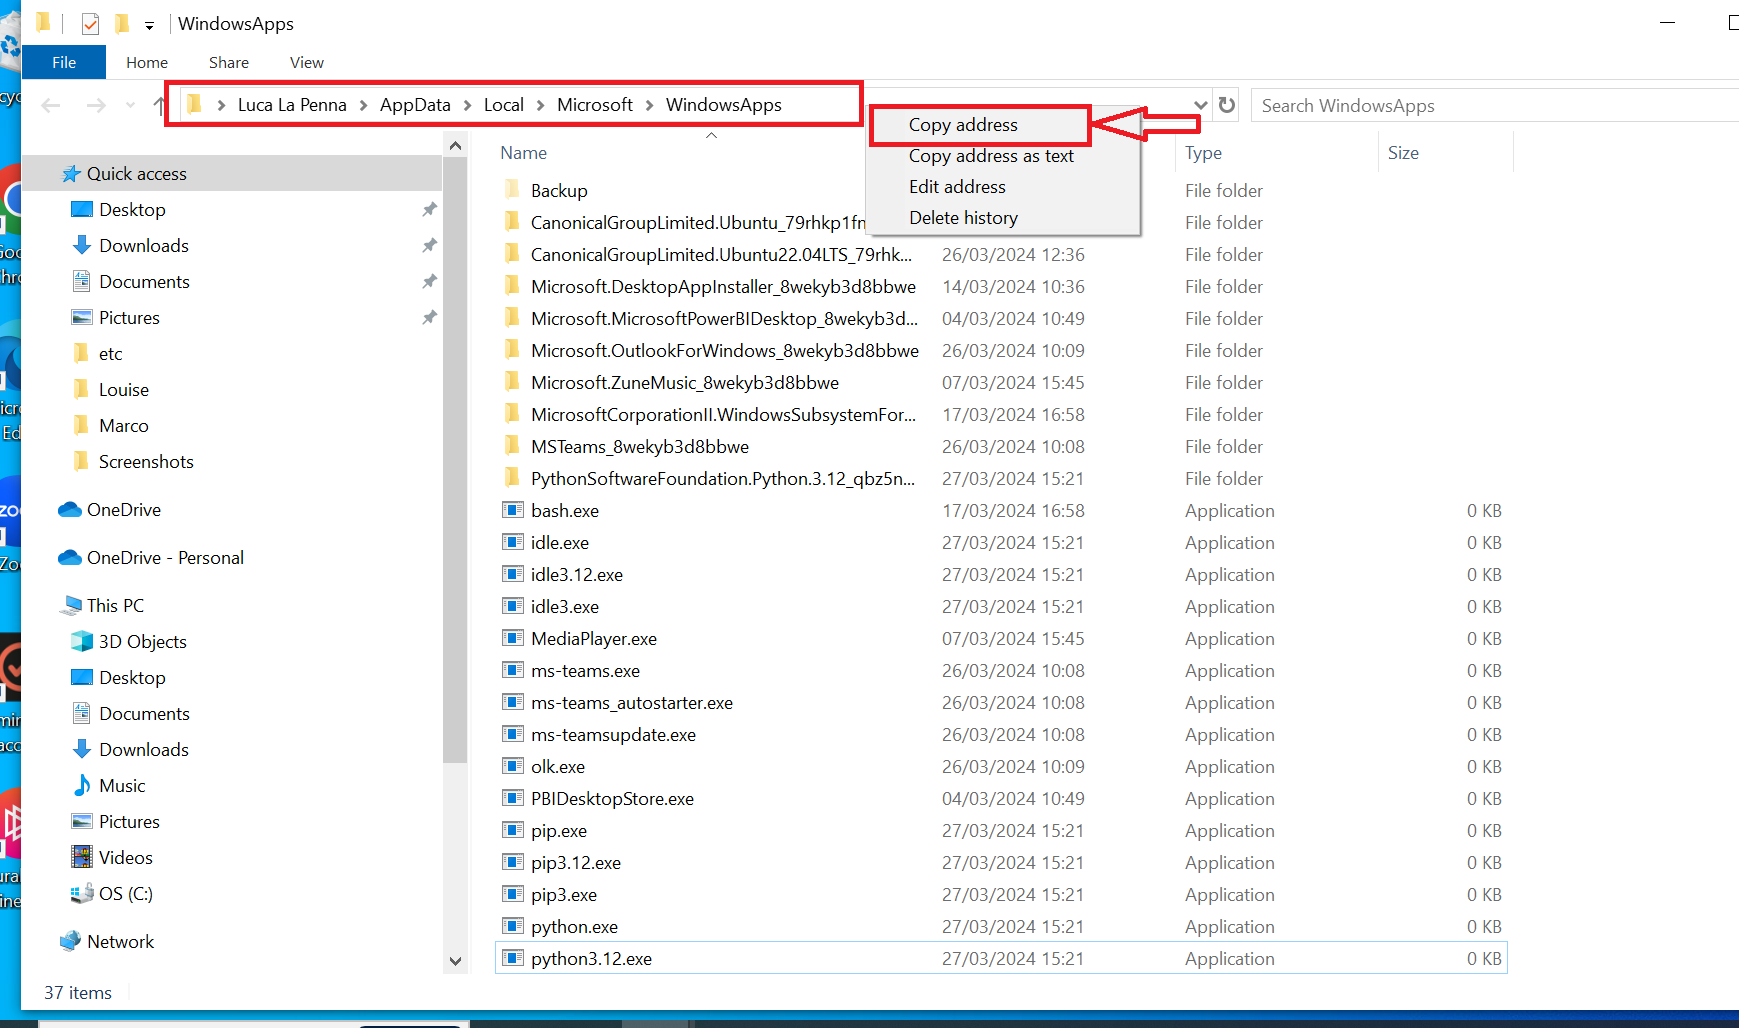 WindowsApps
File Home Share View
Luca La Penna > AppData > Local > Microsoft > WindowsApps
Search WindowsApps
Copy address
Copy address as text
Edit address
Delete history
Quick access
Desktop
Downloads
Documents
Pictures
etc
Louise
Marco
Screenshots
OneDrive
OneDrive - Personal
This PC
3D Objects
Desktop
Documents
Downloads
Music
Pictures
Videos
OS (C:)
Network
Name Type Size
Backup File folder
CanonicalGroupLimited.Ubuntu_79rhkp1fn File folder
CanonicalGroupLimited.Ubuntu22.04LTS_79rhk... 26/03/2024 12:36 File folder
Microsoft.DesktopAppInstaller_8wekyb3d8bbwe 14/03/2024 10:36 File folder
Microsoft.MicrosoftPowerBIDesktop_8wekyb3d... 04/03/2024 10:49 File folder
Microsoft.OutlookForWindows_8wekyb3d8bbwe 26/03/2024 10:09 File folder
Microsoft.ZuneMusic_8wekyb3d8bbwe 07/03/2024 15:45 File folder
MicrosoftCorporationII.WindowsSubsystemFor... 17/03/2024 16:58 File folder
MSTeams_8wekyb3d8bbwe 26/03/2024 10:08 File folder
PythonSoftwareFoundation.Python.3.12_qbz5n... 27/03/2024 15:21 File folder
bash.exe 17/03/2024 16:58 Application 0 KB
idle.exe 27/03/2024 15:21 Application 0 KB
idle3.12.exe 27/03/2024 15:21 Application 0 KB
idle3.exe 27/03/2024 15:21 Application 0 KB
MediaPlayer.exe 07/03/2024 15:45 Application 0 KB
ms-teams.exe 26/03/2024 10:08 Application 0 KB
ms-teams_autostarter.exe 26/03/2024 10:08 Application 0 KB
ms-teamsupdate.exe 26/03/2024 10:08 Application 0 KB
olk.exe 26/03/2024 10:09 Application 0 KB
PBIDesktopStore.exe 04/03/2024 10:49 Application 0 KB
pip.exe 27/03/2024 15:21 Application 0 KB
pip3.12.exe 27/03/2024 15:21 Application 0 KB
pip3.exe 27/03/2024 15:21 Application 0 KB
python.exe 27/03/2024 15:21 Application 0 KB
python3.12.exe 27/03/2024 15:21 Application 0 KB
37 items